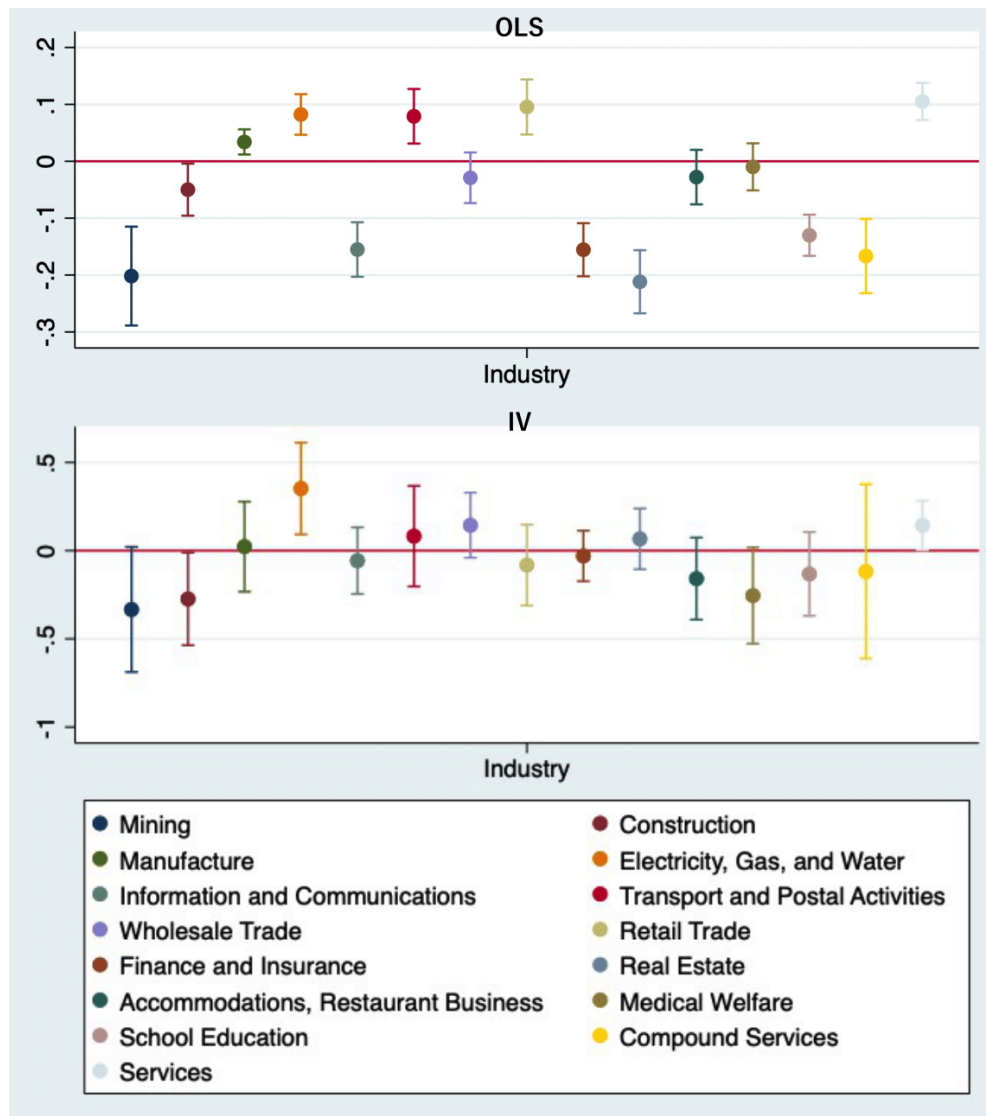 OLS
.2
.1
0
-.1
-.2
-.3
Industry
IV
.5
0
-.5
-1
Industry
Mining
Construction
Manufacture
Electricity, Gas, and Water
Information and Communications
Transport and Postal Activities
Wholesale Trade
Retail Trade
Finance and Insurance
Real Estate
Accommodations, Restaurant Business
Medical Welfare
School Education
Compound Services
Services